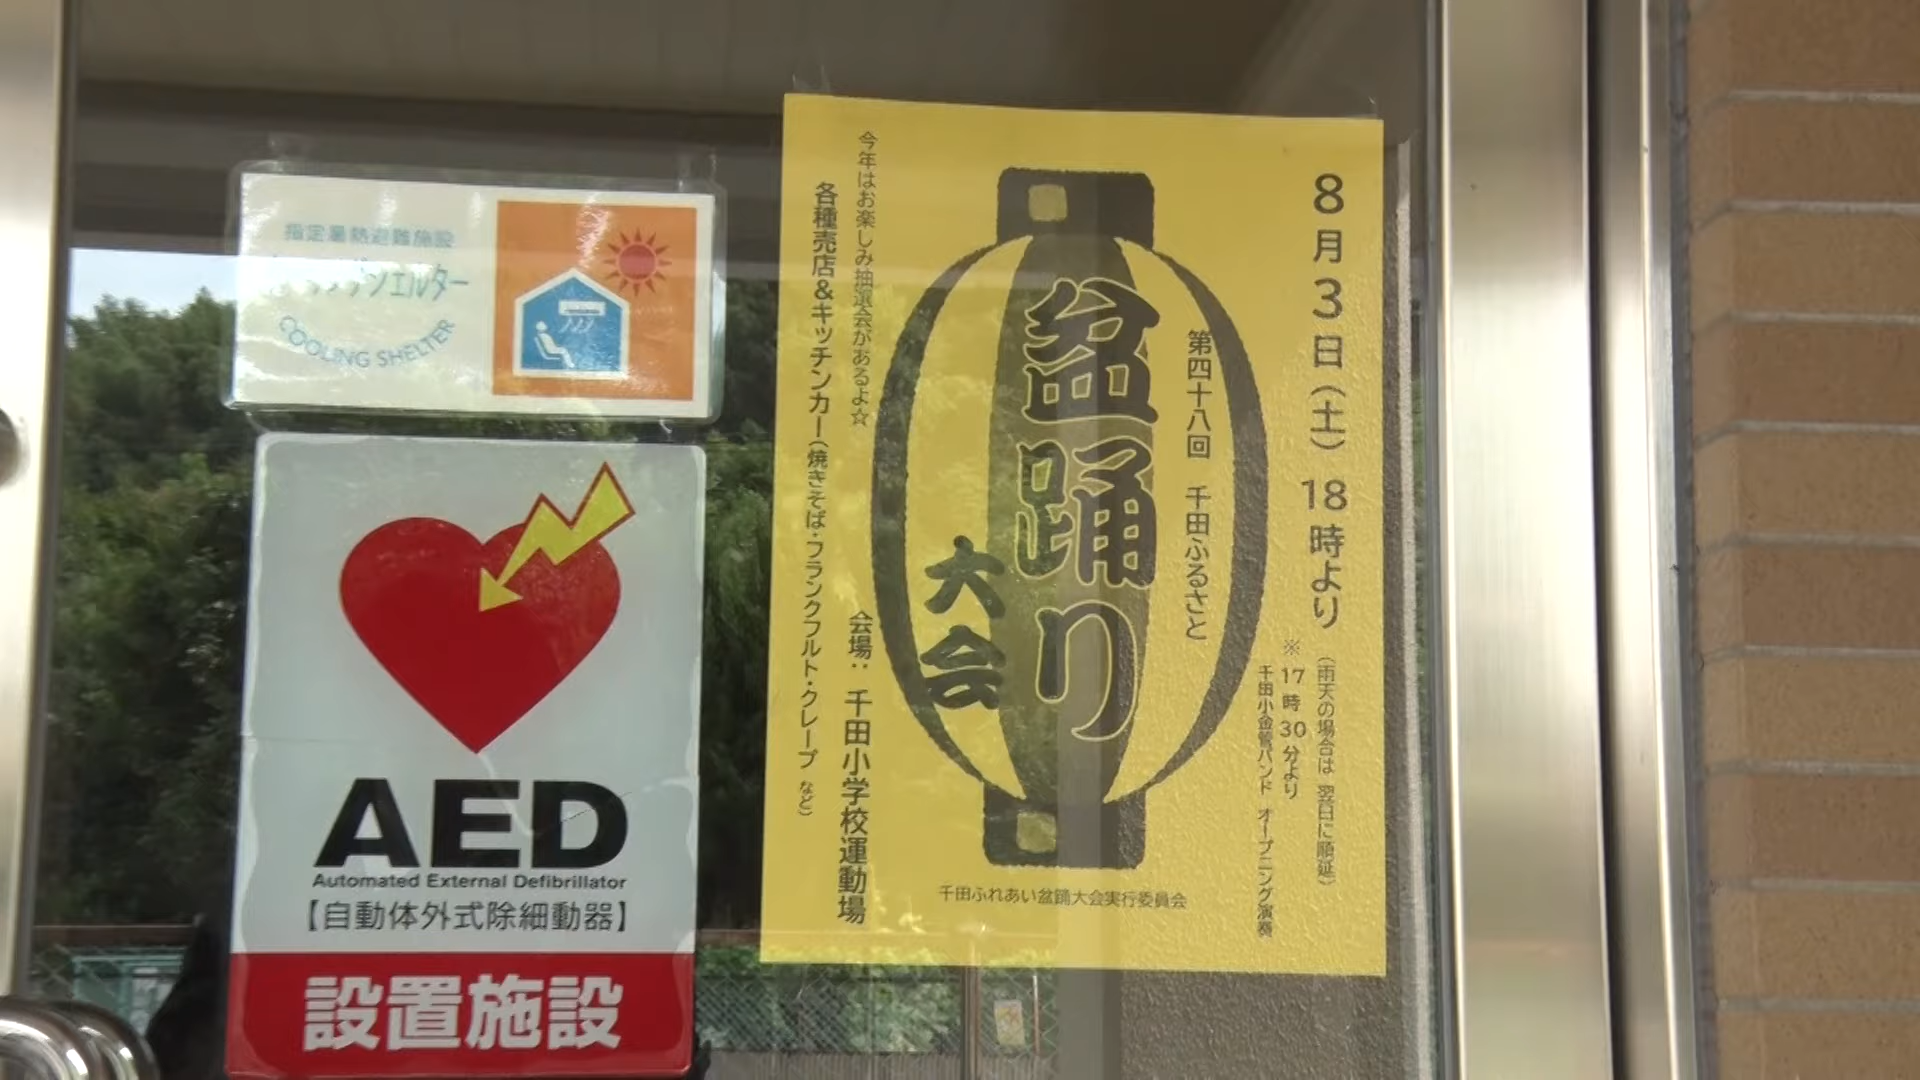 指定暑熱避難施設
COOLING SHELTER
AED
Automated External Defibrillator
【自動体外式除細動器】
設置施設
8月3日(土) 18時より
(雨天の場合は 翌日に順延)
※17時30分より
千田小金管バンド オープニング演奏
第四十八回 千田ふるさと
盆踊り
大会
今年はお楽しみ抽選会があるよ☆
会場: 千田小学校運動場
各種売店&キッチンカー(焼きそば・フランクフルト・クレープ など)
千田ふれあい盆踊大会実行委員会